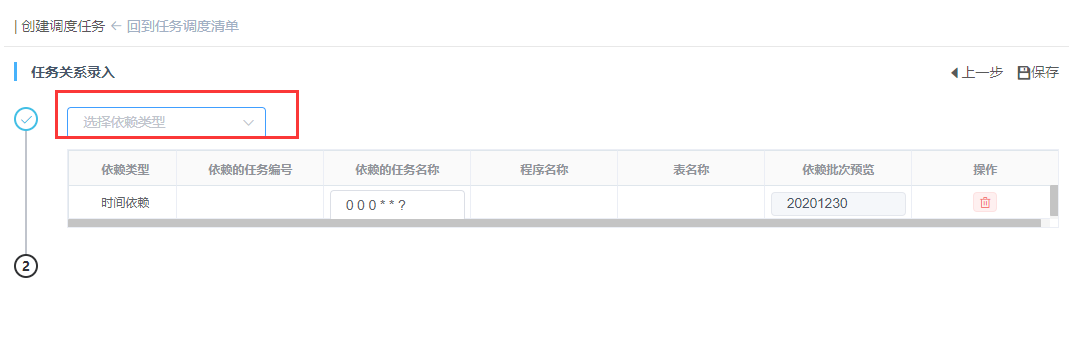 | 创建调度任务 ← 回到任务调度清单
任务关系录入 上一步 保存
选择依赖类型
依赖类型 依赖的任务编号 依赖的任务名称 程序名称 表名称 依赖批次预览 操作
时间依赖 0 0 0 * * ? 20201230
2